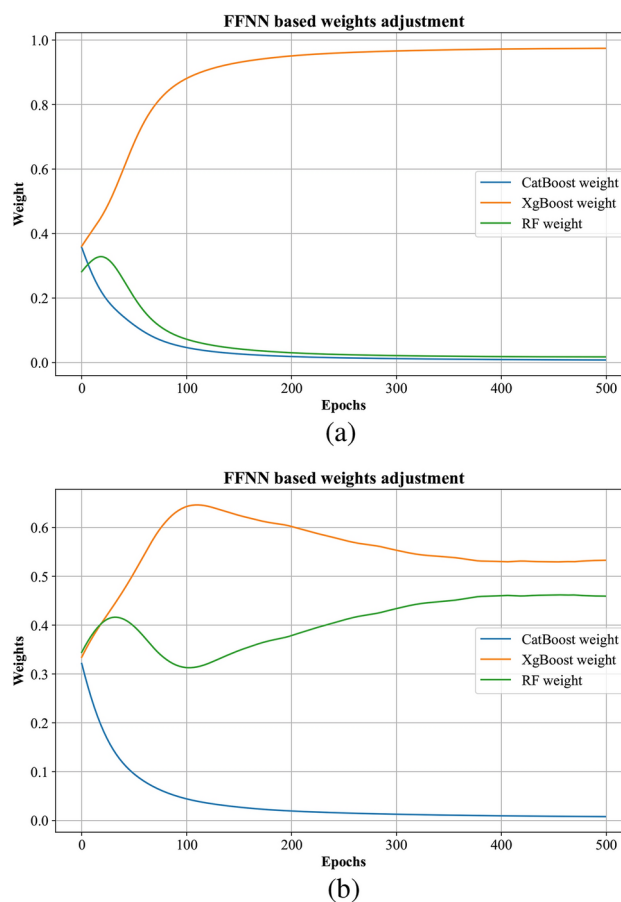 FFNN based weights adjustment
1.0
0.8
0.6
0.4
0.2
0.0
Weight
CatBoost weight
XgBoost weight
RF weight
0 100 200 300 400 500
Epochs
(a)
FFNN based weights adjustment
0.6
0.5
0.4
0.3
0.2
0.1
0.0
Weights
CatBoost weight
XgBoost weight
RF weight
0 100 200 300 400 500
Epochs
(b)